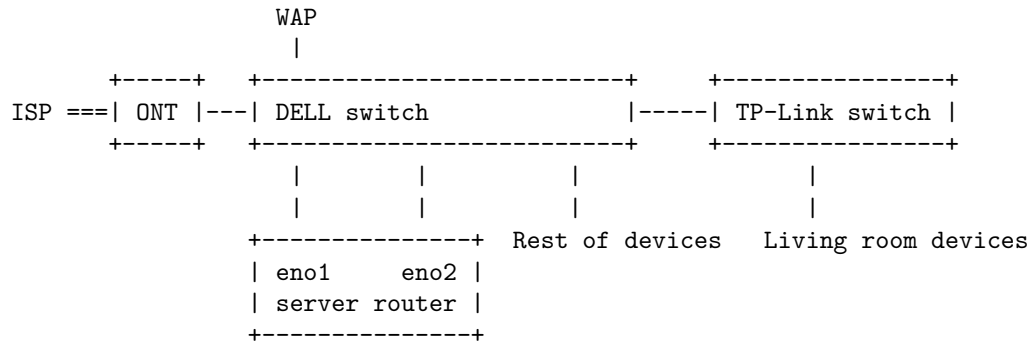 WAP
ISP ===| ONT |---| DELL switch |-----| TP-Link switch |
Rest of devices Living room devices
eno1 eno2
server router